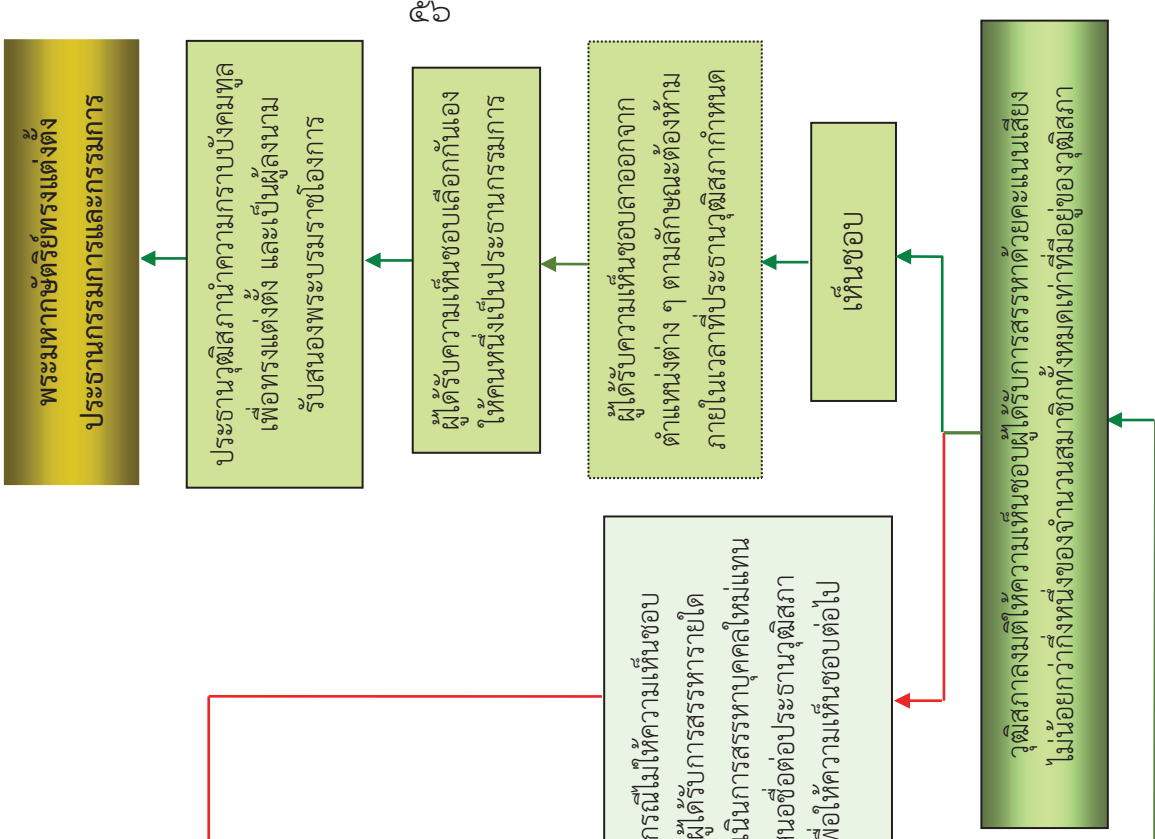 ๕๖
วุฒิสภาลงมติให้ความเห็นชอบผู้ได้รับการสรรหาด้วยคะแนนเสียง
ไม่น้อยกว่ากึ่งหนึ่งของจำนวนสมาชิกทั้งหมดเท่าที่มีอยู่ของวุฒิสภา
เห็นชอบ
ผู้ได้รับความเห็นชอบลาออกจาก
ตำแหน่งต่าง ๆ ตามลักษณะต้องห้าม
ภายในเวลาที่ประธานวุฒิสภากำหนด
ผู้ได้รับความเห็นชอบเลือกกันเอง
ให้คนหนึ่งเป็นประธานกรรมการ
ประธานวุฒิสภานำความกราบบังคมทูล
เพื่อทรงแต่งตั้ง และเป็นผู้ลงนาม
รับสนองพระบรมราชโองการ
พระมหากษัตริย์ทรงแต่งตั้ง
ประธานกรรมการและกรรมการ
กรณีไม่ให้ความเห็นชอบ
ผู้ได้รับการสรรหารายใด
นินการสรรหาบุคคลใหม่แทน
นอชื่อต่อประธานวุฒิสภา
พื่อให้ความเห็นชอบต่อไป